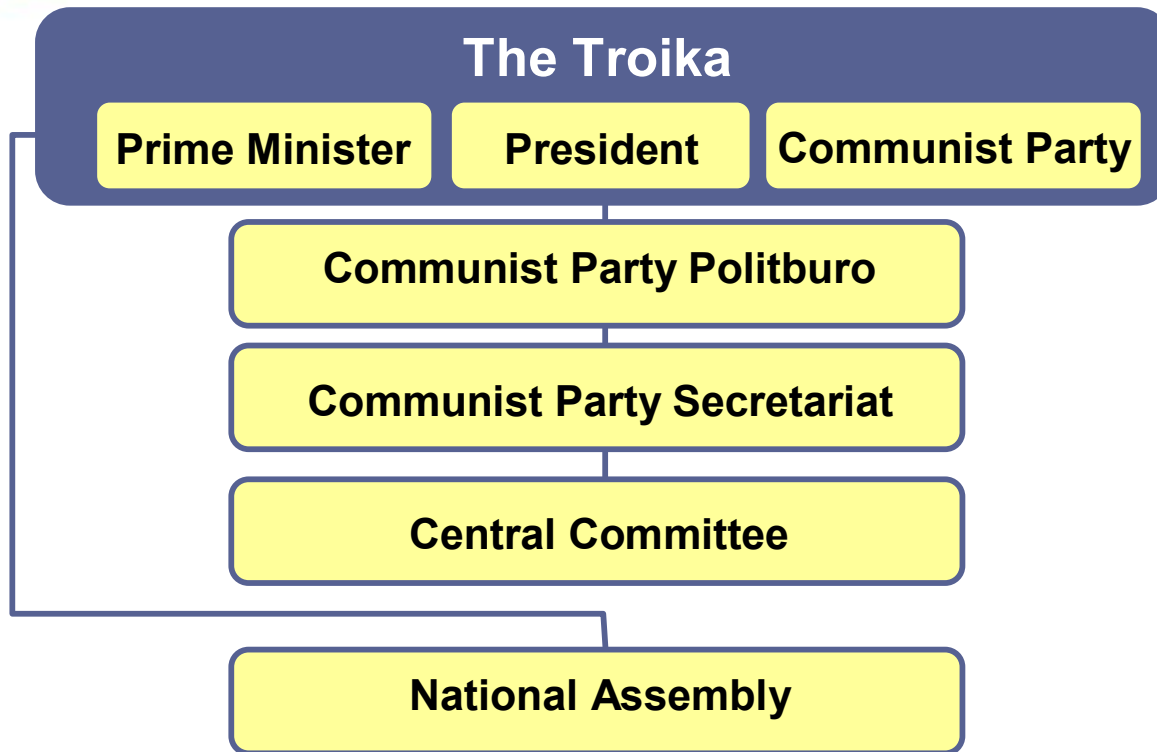 The Troika
Prime Minister
President
Communist Party
Communist Party Politburo
Communist Party Secretariat
Central Committee
National Assembly